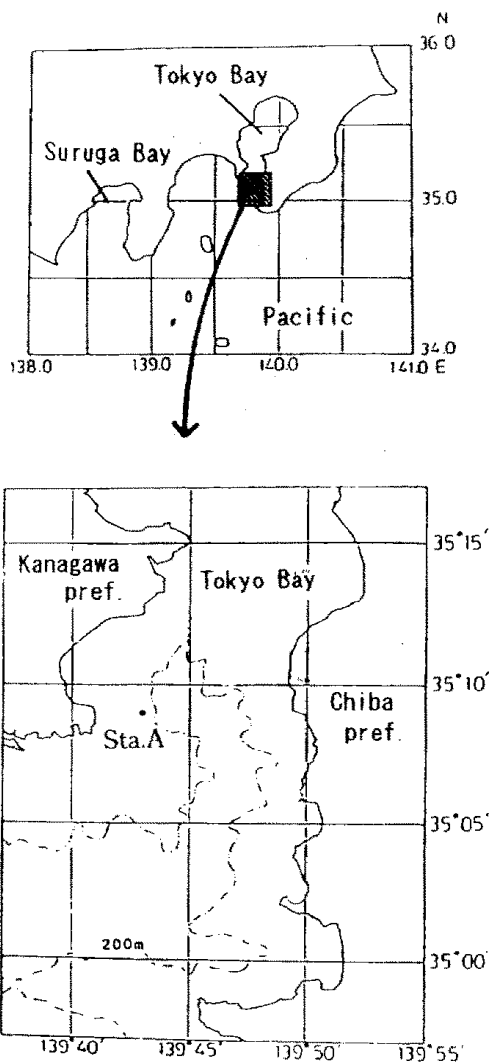 N
36.0
Tokyo Bay
Suruga Bay
35.0
Pacific
34.0
138.0
139.0
140.0
141.0 E
35°15'
Kanagawa
pref.
Tokyo Bay
35°10'
Chiba
pref.
Sta.A
35°05'
200m
35°00'
139°40'
139°45'
139°50'
139°55'